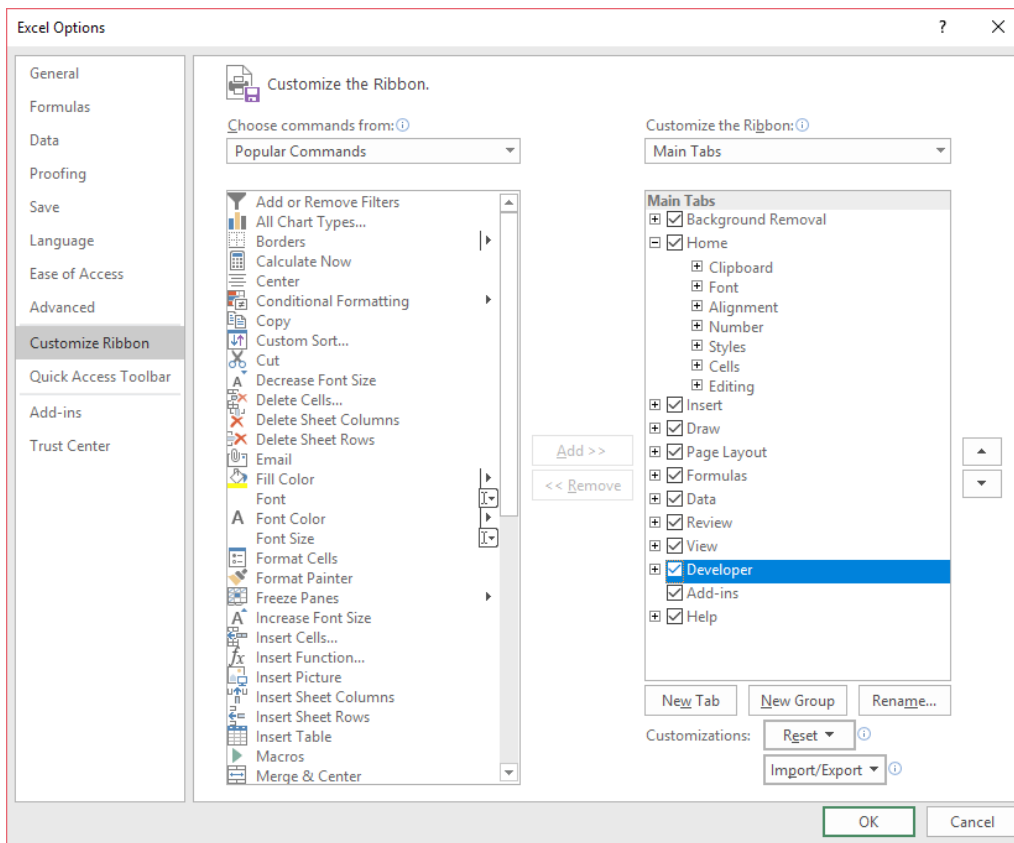 Excel Options
?
General
Formulas
Data
Proofing
Save
Language
Ease of Access
Advanced
Customize Ribbon
Quick Access Toolbar
Add-ins
Trust Center
Customize the Ribbon.
Choose commands from:
Popular Commands
Add or Remove Filters
All Chart Types...
Borders
Calculate Now
Center
Conditional Formatting
Copy
Custom Sort...
Cut
Decrease Font Size
Delete Cells...
Delete Sheet Columns
Delete Sheet Rows
Email
Fill Color
Font
Font Color
Font Size
Format Cells
Format Painter
Freeze Panes
Increase Font Size
Insert Cells...
Insert Function...
Insert Picture
Insert Sheet Columns
Insert Sheet Rows
Insert Table
Macros
Merge & Center
Add >>
<< Remove
Customize the Ribbon:
Main Tabs
Main Tabs
Background Removal
Home
Clipboard
Font
Alignment
Number
Styles
Cells
Editing
Insert
Draw
Page Layout
Formulas
Data
Review
View
Developer
Add-ins
Help
New Tab
New Group
Rename...
Customizations:
Reset
Import/Export
OK
Cancel